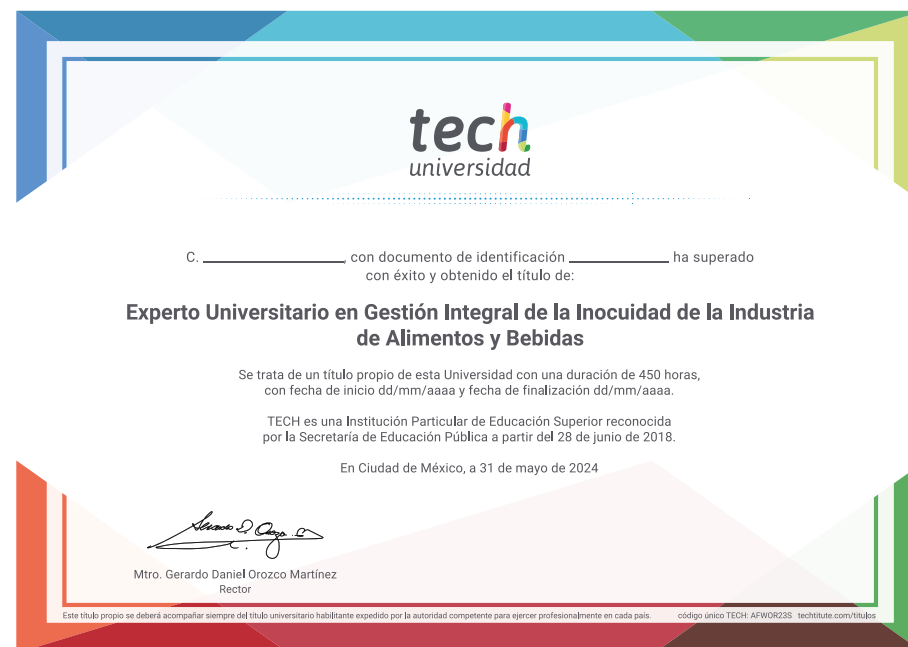 tech
universidad
C. ____________, con documento de identificación ____________ ha superado
con éxito y obtenido el título de:
Experto Universitario en Gestión Integral de la Inocuidad de la Industria
de Alimentos y Bebidas
Se trata de un título propio de esta Universidad con una duración de 450 horas,
con fecha de inicio dd/mm/aaaa y fecha de finalización dd/mm/aaaa.
TECH es una Institución Particular de Educación Superior reconocida
por la Secretaría de Educación Pública a partir del 28 de junio de 2018.
En Ciudad de México, a 31 de mayo de 2024
Mtro. Gerardo Daniel Orozco Martínez
Rector
Este título propio se deberá acompañar siempre del título universitario habilitante expedido por la autoridad competente para ejercer profesionalmente en cada país. código único TECH: AFWOR23S techtitute.com/titulos